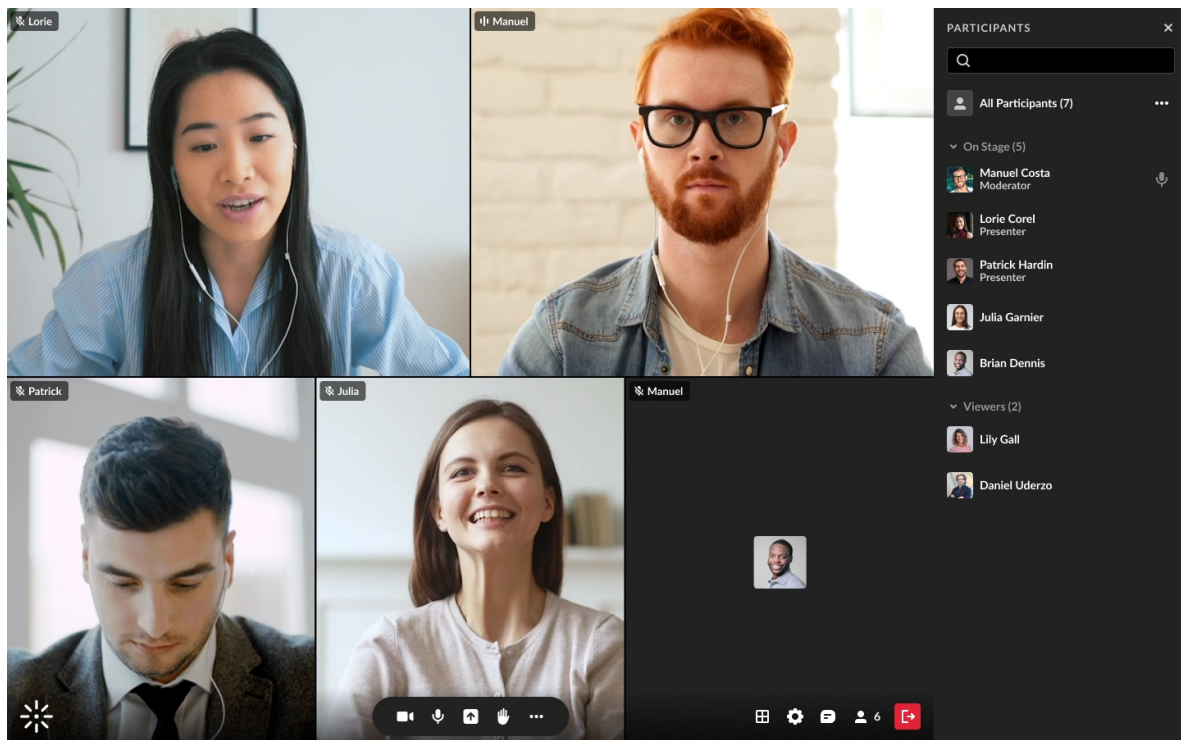 Lorie
Manuel
Patrick
Julia
Manuel
6
PARTICIPANTS
All Participants (7)
On Stage (5)
Manuel Costa
Moderator
Lorie Corel
Presenter
Patrick Hardin
Presenter
Julia Garnier
Brian Dennis
Viewers (2)
Lily Gall
Daniel Uderzo